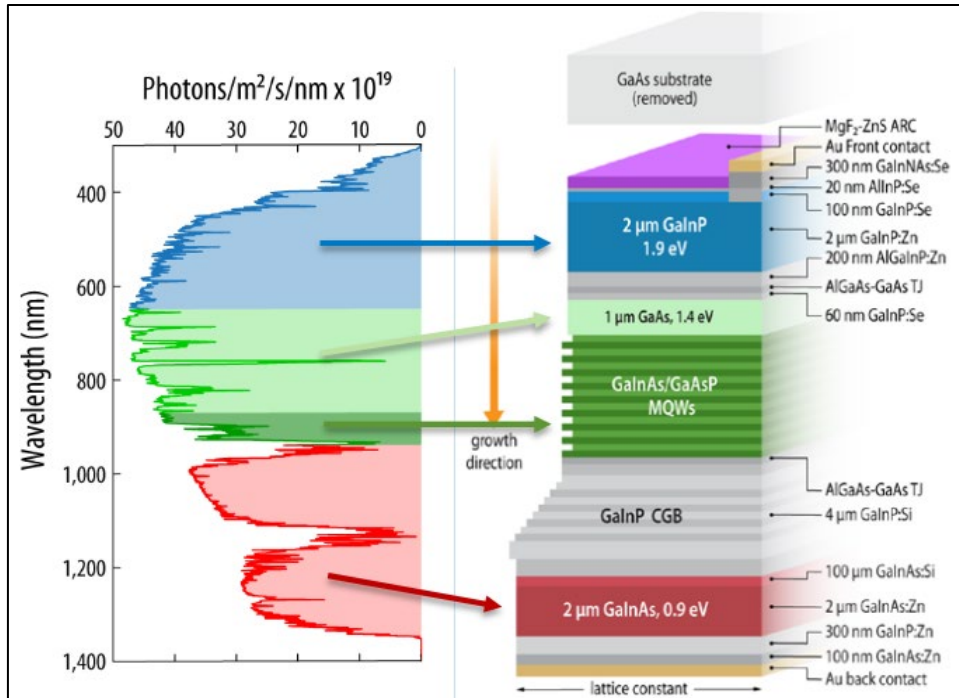 Photons/m²/s/nm x 10¹⁹
50 40 30 20 10 0
Wavelength (nm)
400
600
800
1,000
1,200
1,400
growth
direction
GaAs substrate
(removed)
MgF₂-ZnS ARC
Au Front contact
300 nm GaInNAs:Se
20 nm AlInP:Se
100 nm GaInP:Se
2 µm GaInP:Zn
200 nm AlGaInP:Zn
AlGaAs-GaAs TJ
60 nm GaInP:Se
2 µm GaInP
1.9 eV
1 µm GaAs, 1.4 eV
GaInAs/GaAsP
MQWs
AlGaAs-GaAs TJ
GaInP CGB
4 µm GaInP:Si
100 µm GaInAs:Si
2 µm GaInAs, 0.9 eV
2 µm GaInAs:Zn
300 nm GaInP:Zn
100 nm GaInAs:Zn
Au back contact
lattice constant